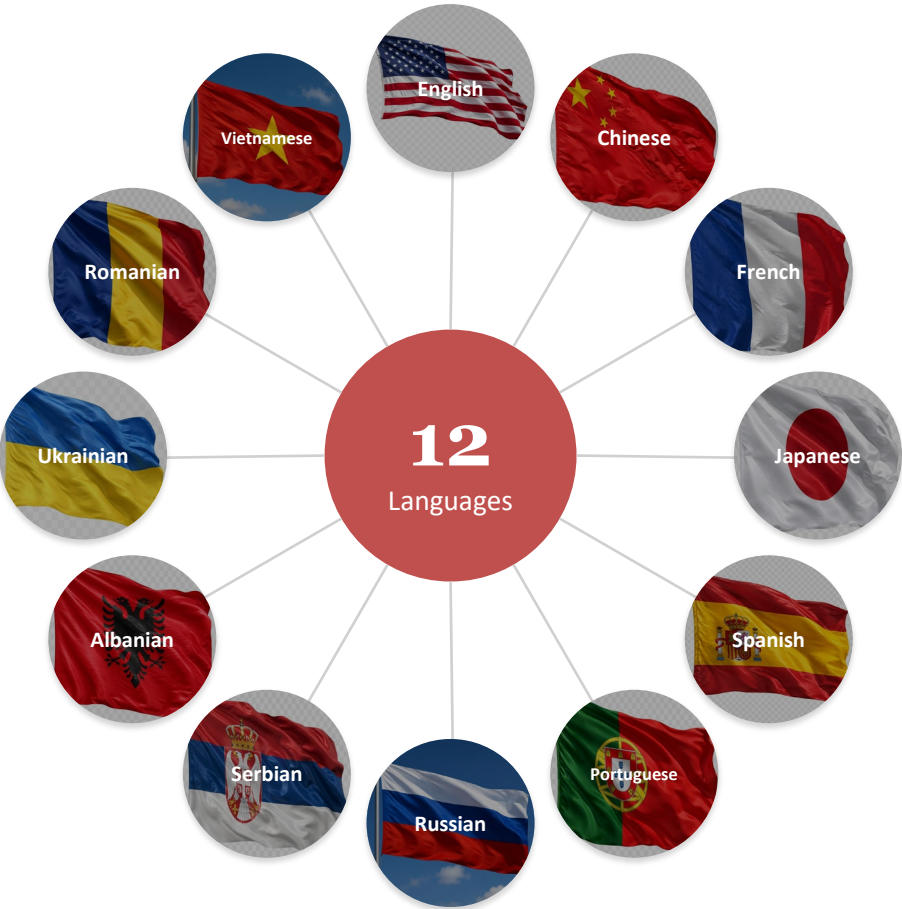 English
Chinese
French
Japanese
Spanish
Portuguese
Russian
Serbian
Albanian
Ukrainian
Romanian
Vietnamese
12
Languages